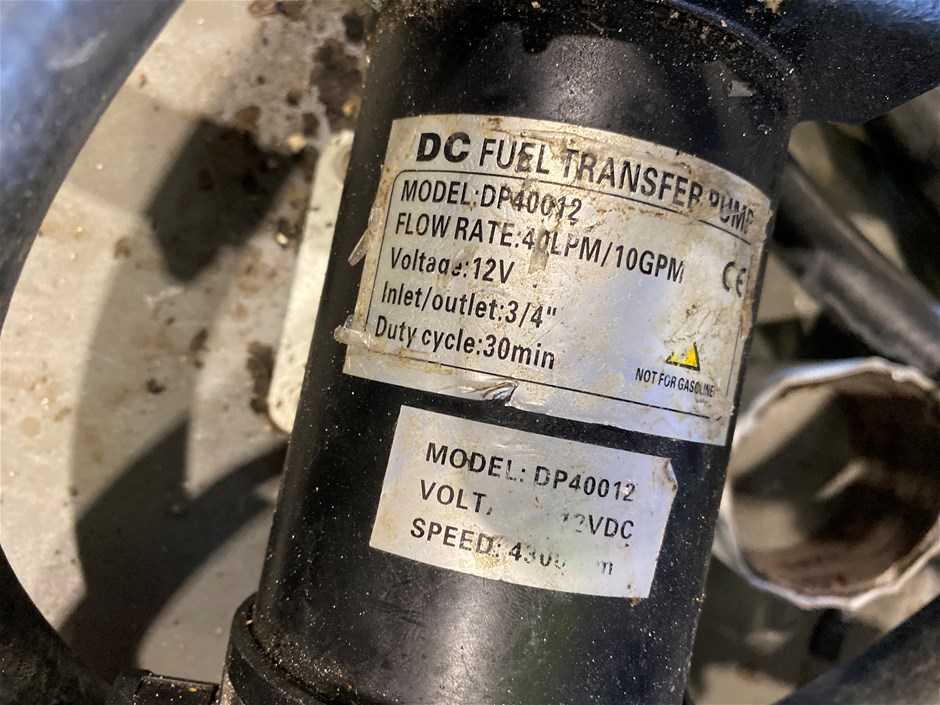 DC FUEL TRANSFER PUMP
MODEL:DP40012
FLOW RATE:40LPM/10GPM
CE
Voltage:12V
Inlet/outlet:3/4"
Duty cycle:30min
NOT FOR GASOLINE!
MODEL: DP40012
12VDC
SPEED: